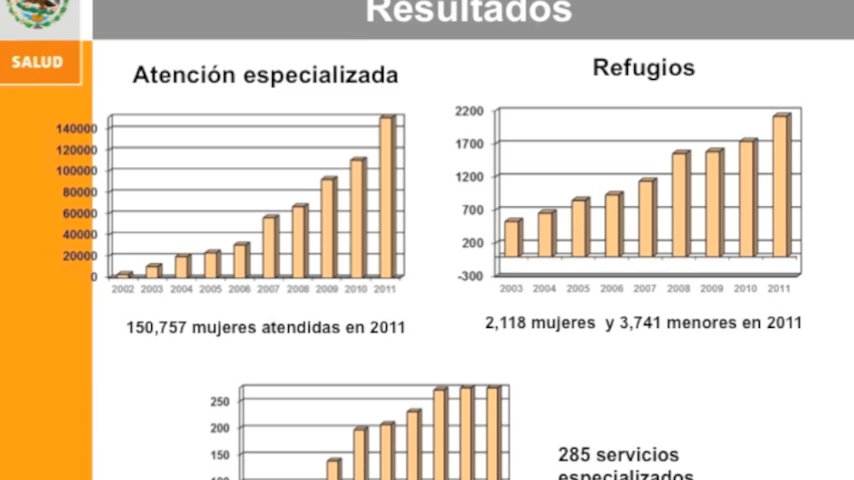 Resultados
SALUD
Atención especializada
140000
120000
100000
80000
60000
40000
20000
0
2002 2003 2004 2005 2006 2007 2008 2009 2010 2011
150,757 mujeres atendidas en 2011
Refugios
2200
1700
1200
700
200
-300
2003 2004 2005 2006 2007 2008 2009 2010 2011
2,118 mujeres y 3,741 menores en 2011
250
200
150
100
285 servicios
especializados